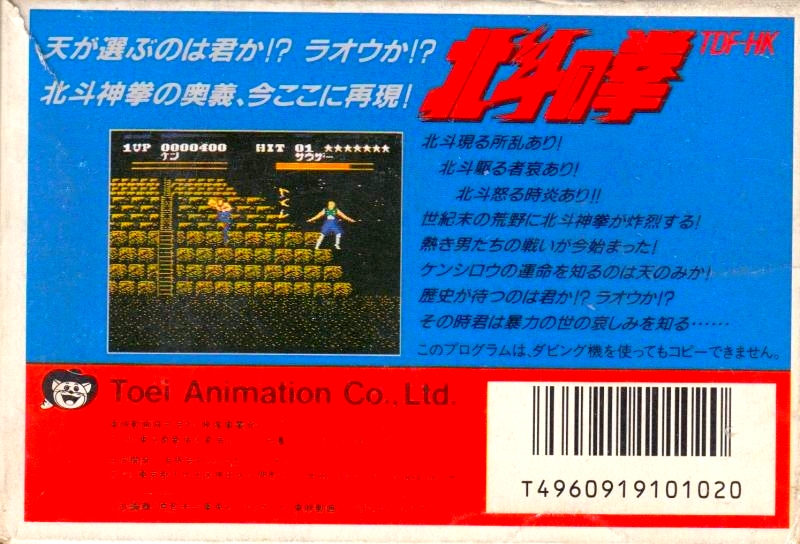 天が選ぶのは君か!? ラオウか!?
北斗神拳の奥義、今ここに再現!
北斗の拳
TDF-HK
1UP 0000400
ケン
HIT 01 ★★★★★★★
サウザー
北斗現る所乱あり!
北斗駆る者哀あり!
北斗怒る時炎あり!!
世紀末の荒野に北斗神拳が炸烈する!
熱き男たちの戦いが今始まった!
ケンシロウの運命を知るのは天のみか!
歴史が待つのは君か!? ラオウか!?
その時君は暴力の世の哀しみを知る……
このプログラムは、ダビング機を使ってもコピーできません。
Toei Animation Co., Ltd.
T4960919101020